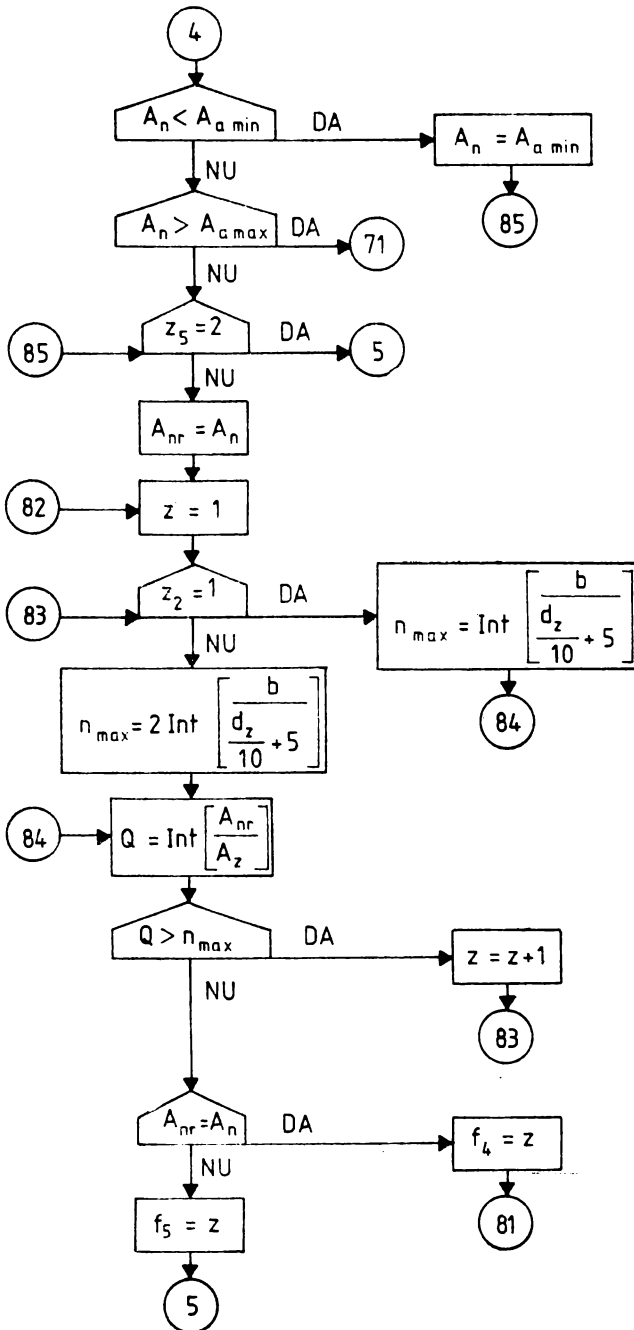 4
A_n < A_a min DA
A_n = A_a min
NU
85
A_n > A_a max DA 71
NU
85 z_5 = 2 DA 5
NU
A_nr = A_n
82 z = 1
83 z_2 = 1 DA
n_max = Int [b / (d_z/10 + 5)]
NU
84
n_max = 2 Int [b / (d_z/10 + 5)]
84 Q = Int [A_nr / A_z]
Q > n_max DA z = z+1
NU
83
A_nr = A_n DA f_4 = z
NU
81
f_5 = z
5